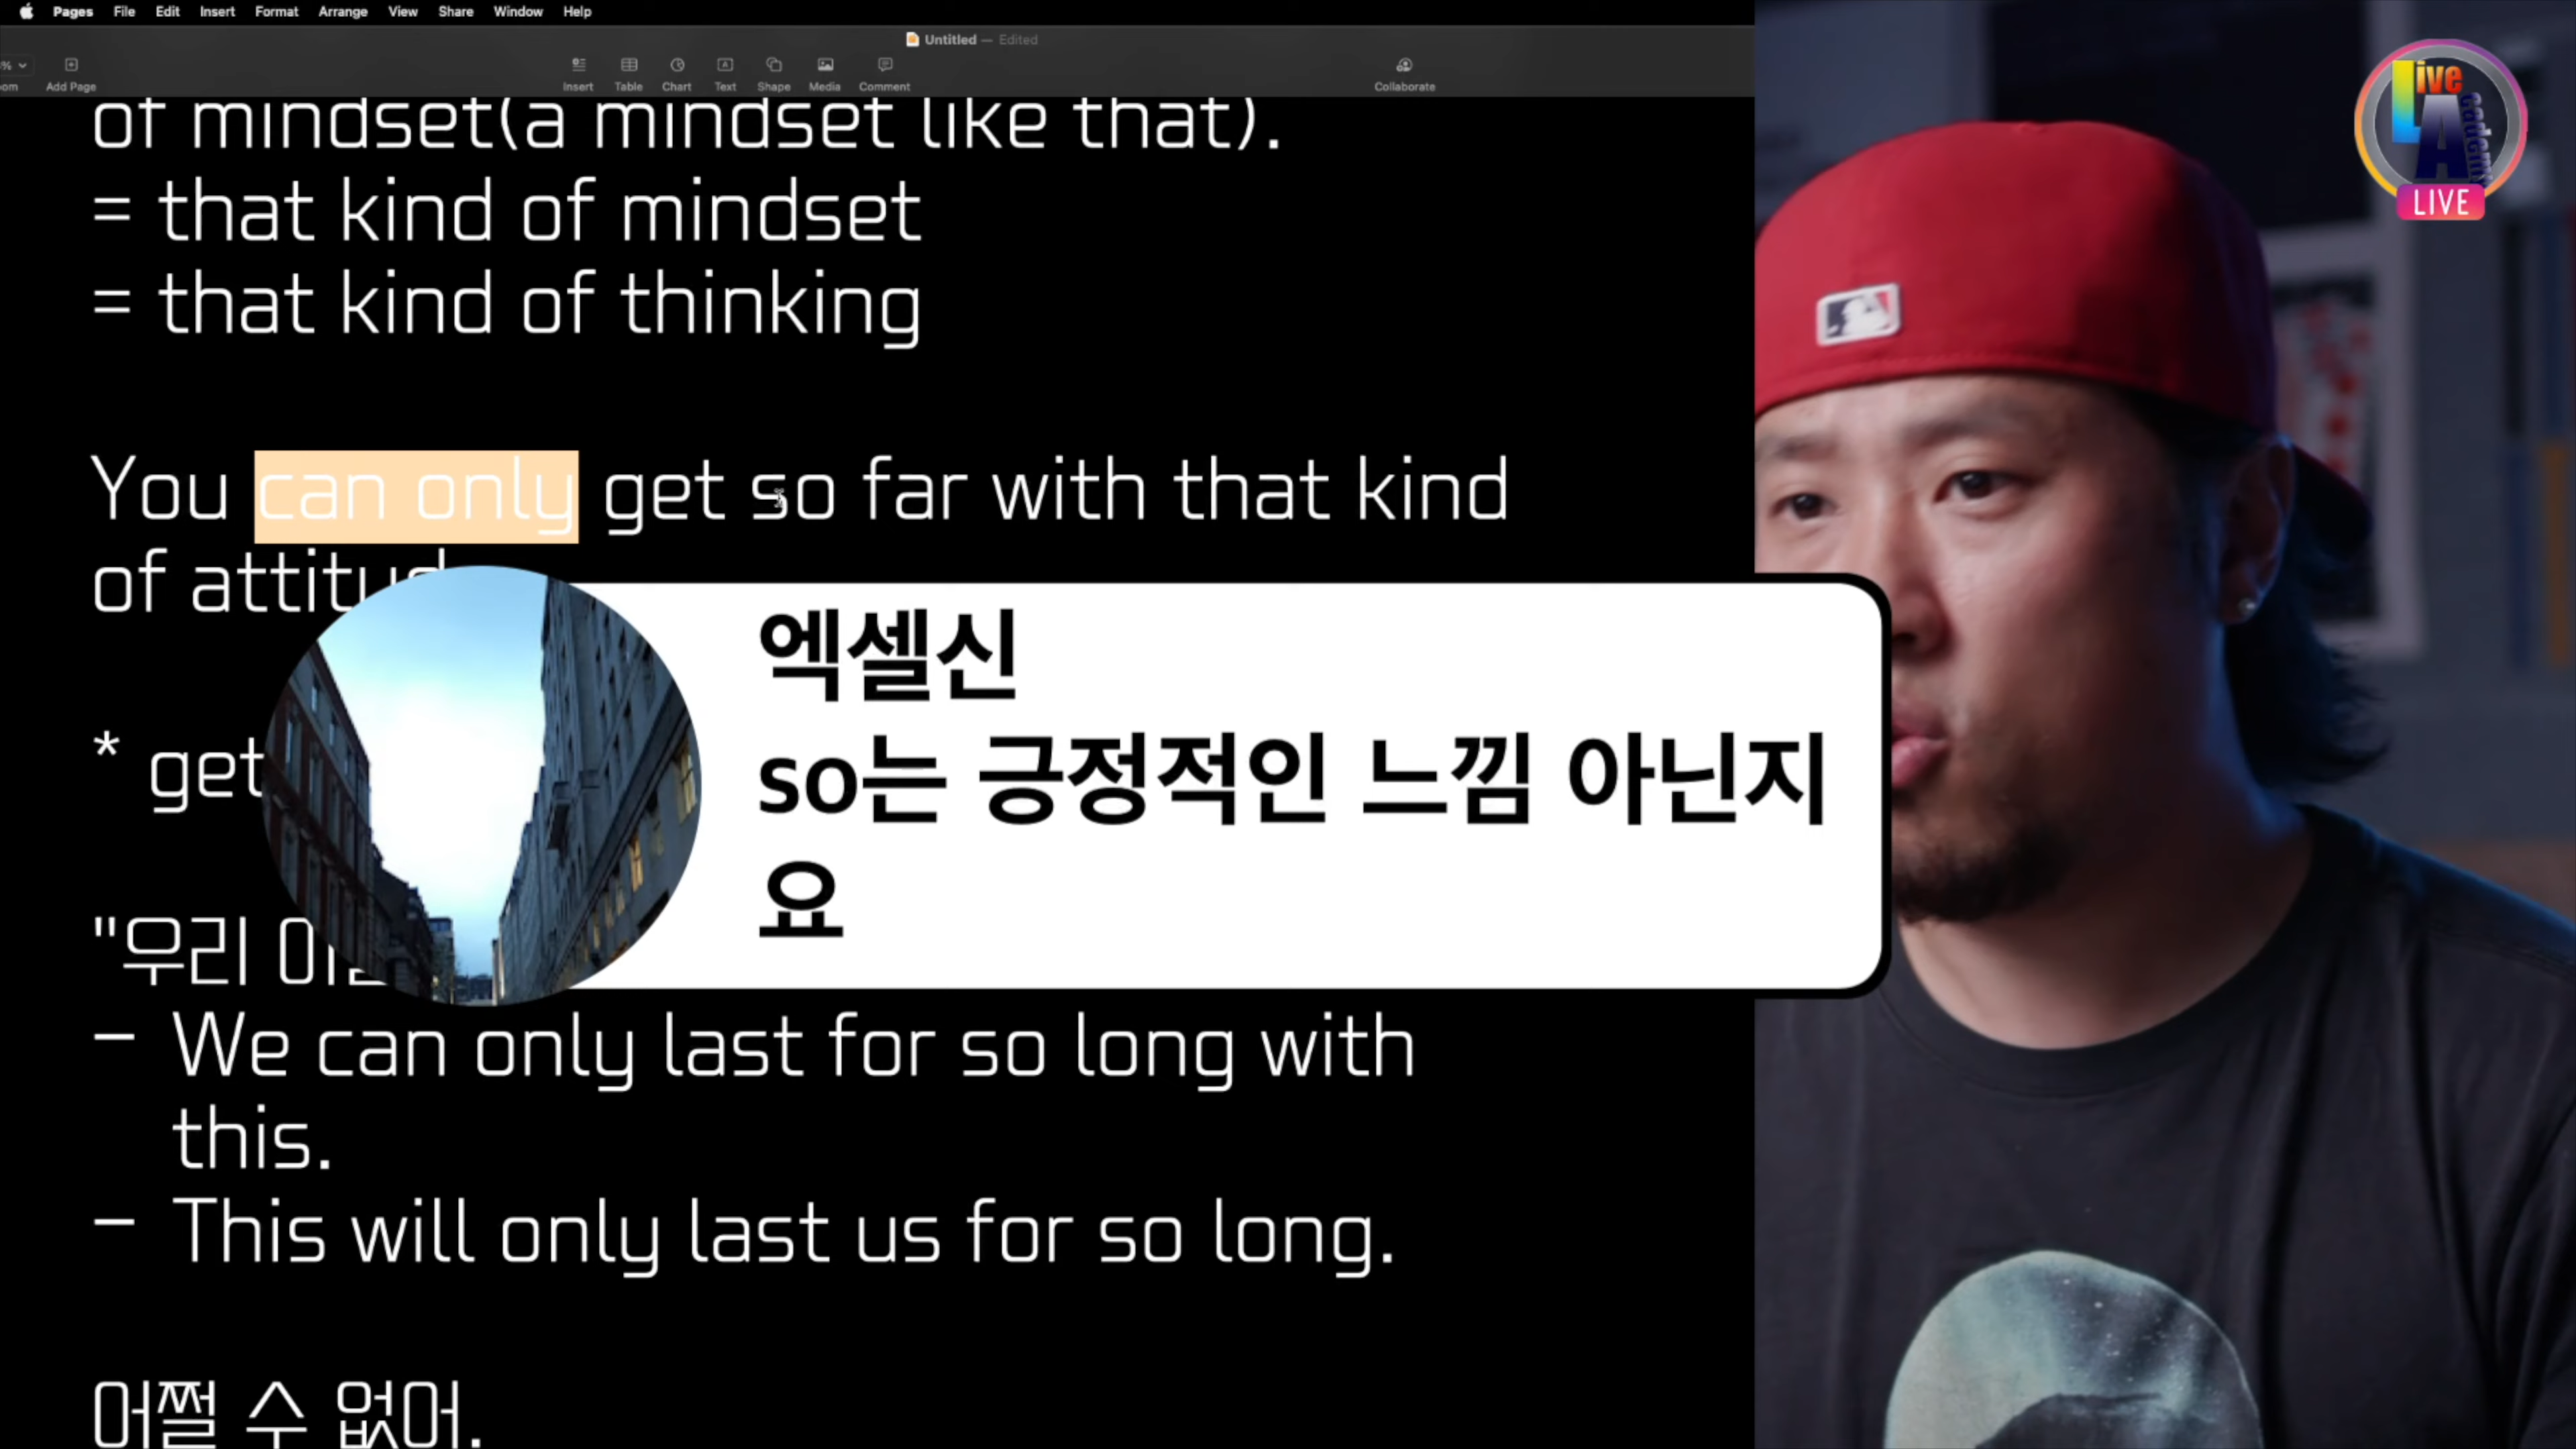 Pages File Edit Insert Format Arrange View Share Window Help
Untitled — Edited
Add Page Insert Table Chart Text Shape Media Comment Collaborate
of mindset(a mindset like that).
= that kind of mindset
= that kind of thinking
You can only get so far with that kind
of
* get
엑셀신
so는 긍정적인 느낌 아닌지
요
"우리
- We can only last for so long with
this.
- This will only last us for so long.
어쩔 수 없어.
Live
Academy
LIVE